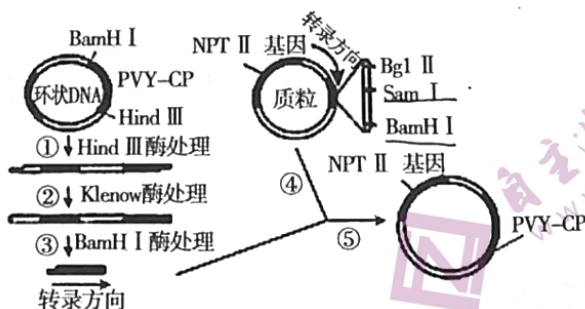 BamH Ⅰ
PVY-CP
环状DNA
Hind Ⅲ
① Hind Ⅲ酶处理
② Klenow酶处理
③ BamH Ⅰ 酶处理
转录方向
NPT Ⅱ 基因
转录方向
质粒
Bg1 Ⅱ
Sam Ⅰ
BamH Ⅰ
④
⑤
NPT Ⅱ 基因
PVY-CP